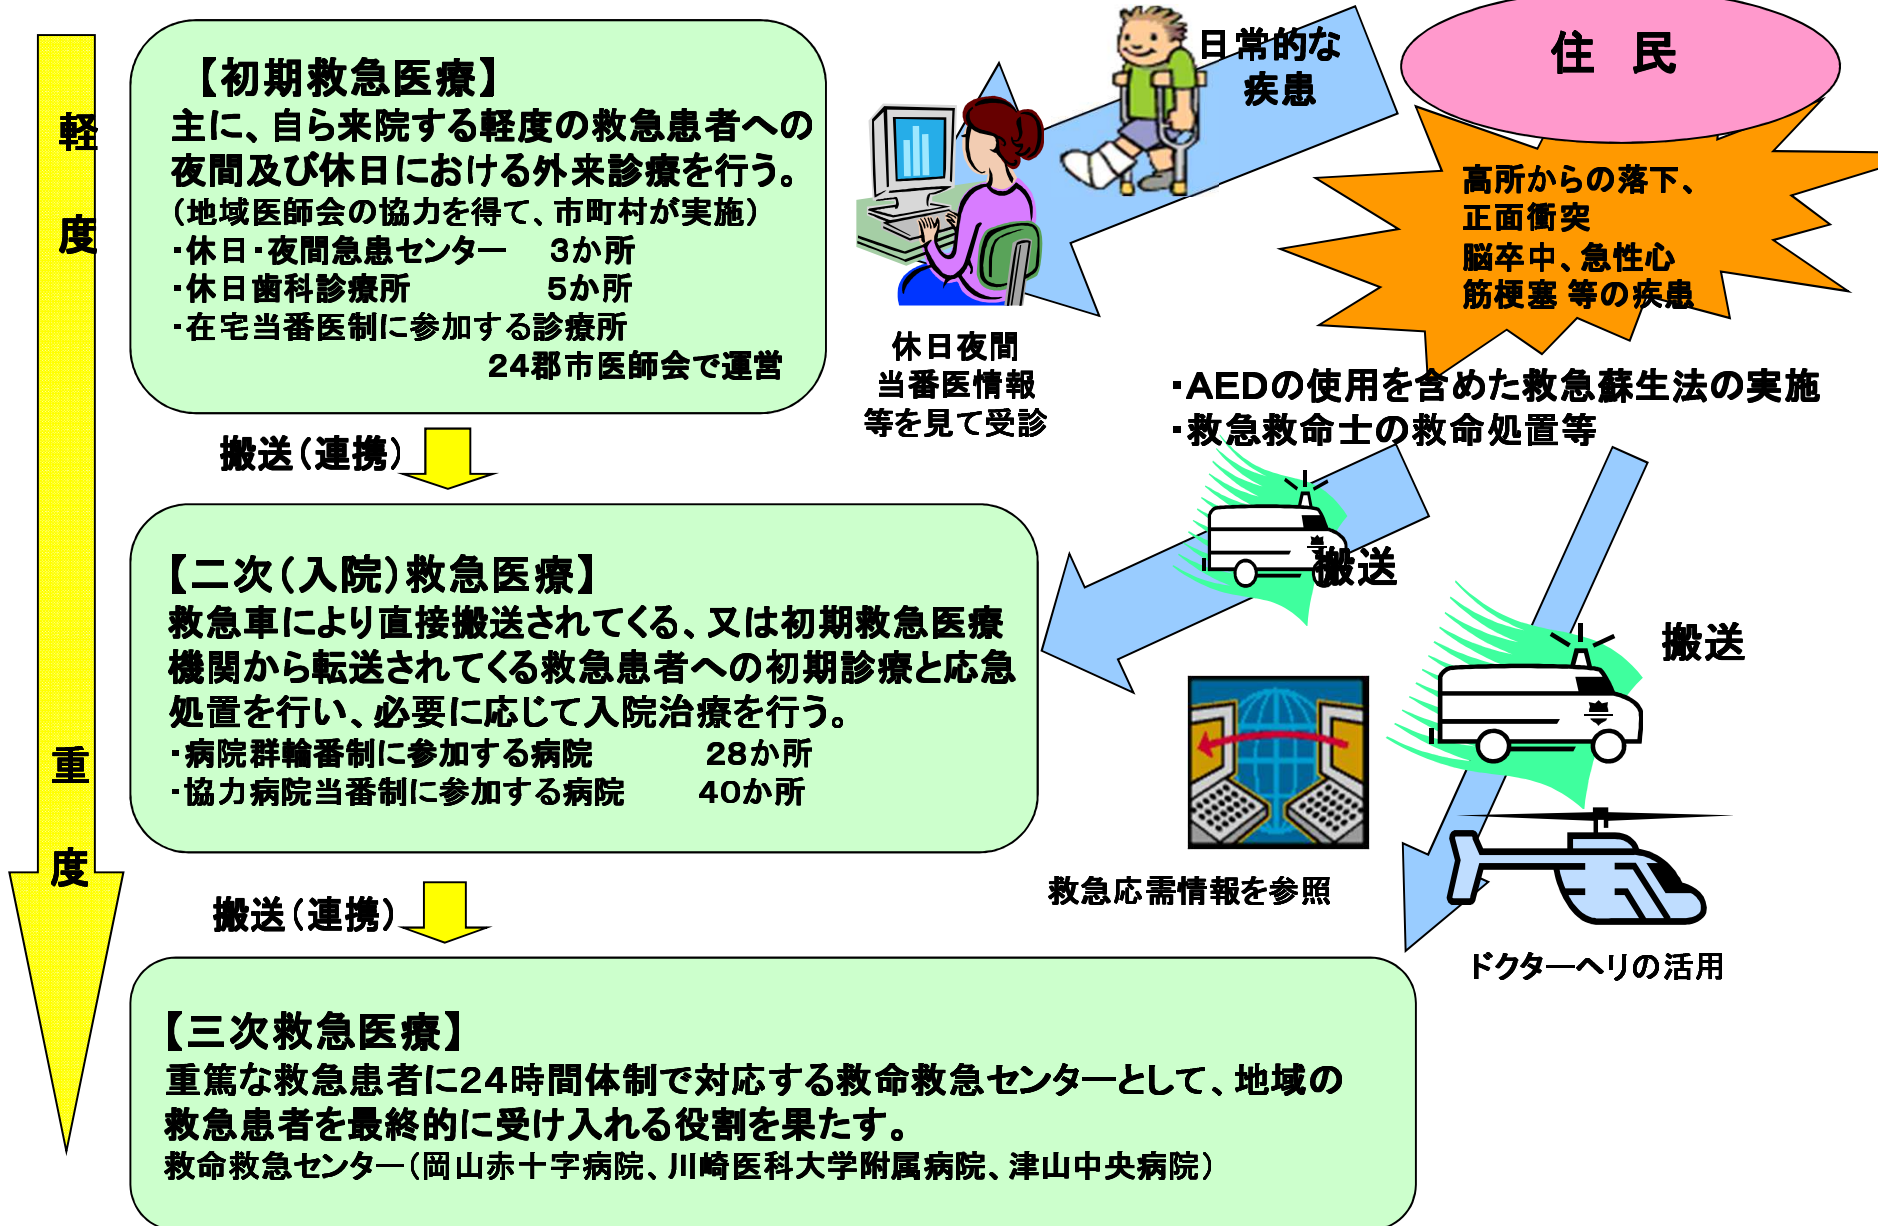 軽
度
重
度
【初期救急医療】
主に、自ら来院する軽度の救急患者への
夜間及び休日における外来診療を行う。
（地域医師会の協力を得て、市町村が実施）
・休日・夜間急患センター　3か所
・休日歯科診療所　5か所
・在宅当番医制に参加する診療所
24郡市医師会で運営
搬送（連携）
【二次（入院）救急医療】
救急車により直接搬送されてくる、又は初期救急医療
機関から転送されてくる救急患者への初期診療と応急
処置を行い、必要に応じて入院治療を行う。
・病院群輪番制に参加する病院　28か所
・協力病院当番制に参加する病院　40か所
搬送（連携）
【三次救急医療】
重篤な救急患者に24時間体制で対応する救命救急センターとして、地域の
救急患者を最終的に受け入れる役割を果たす。
救命救急センター（岡山赤十字病院、川崎医科大学附属病院、津山中央病院）
日常的な
疾患
住　民
高所からの落下、
正面衝突
脳卒中、急性心
筋梗塞 等の疾患
休日夜間
当番医情報
等を見て受診
・AEDの使用を含めた救急蘇生法の実施
・救急救命士の救命処置等
搬送
搬送
救急応需情報を参照
ドクターヘリの活用